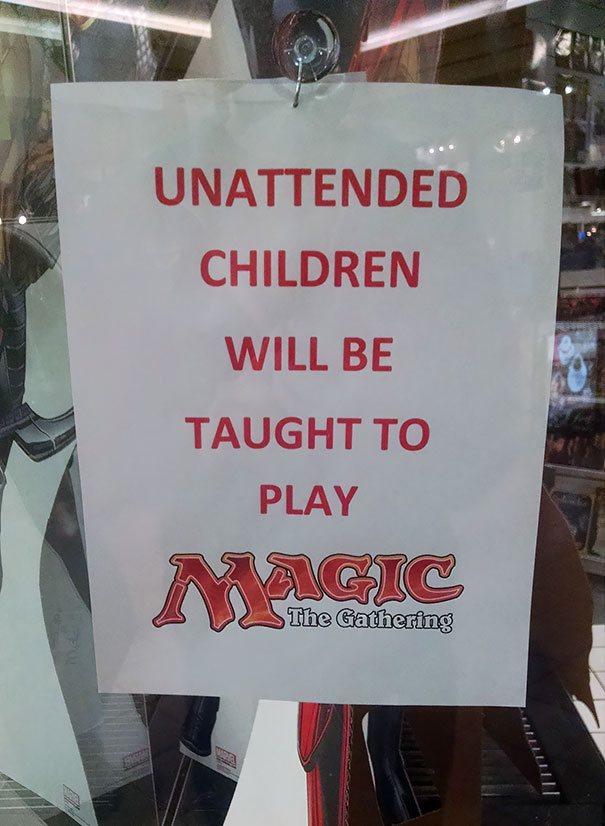 UNATTENDED
CHILDREN
WILL BE
TAUGHT TO
PLAY
MAGIC
The Gathering